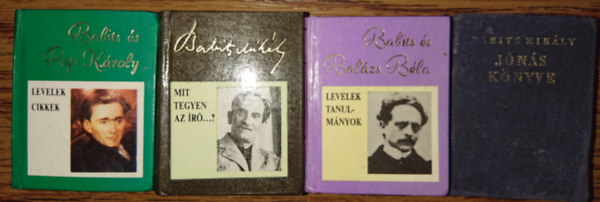 Babits és
Pap Károly
LEVELEK
CIKKEK
Babits Mihály
MIT
TEGYEN
AZ ÍRÓ...?
Babits és
Balázs Béla
LEVELEK
TANUL-
MÁNYOK
BABITS MIHÁLY
JÓNÁS
KÖNYVE